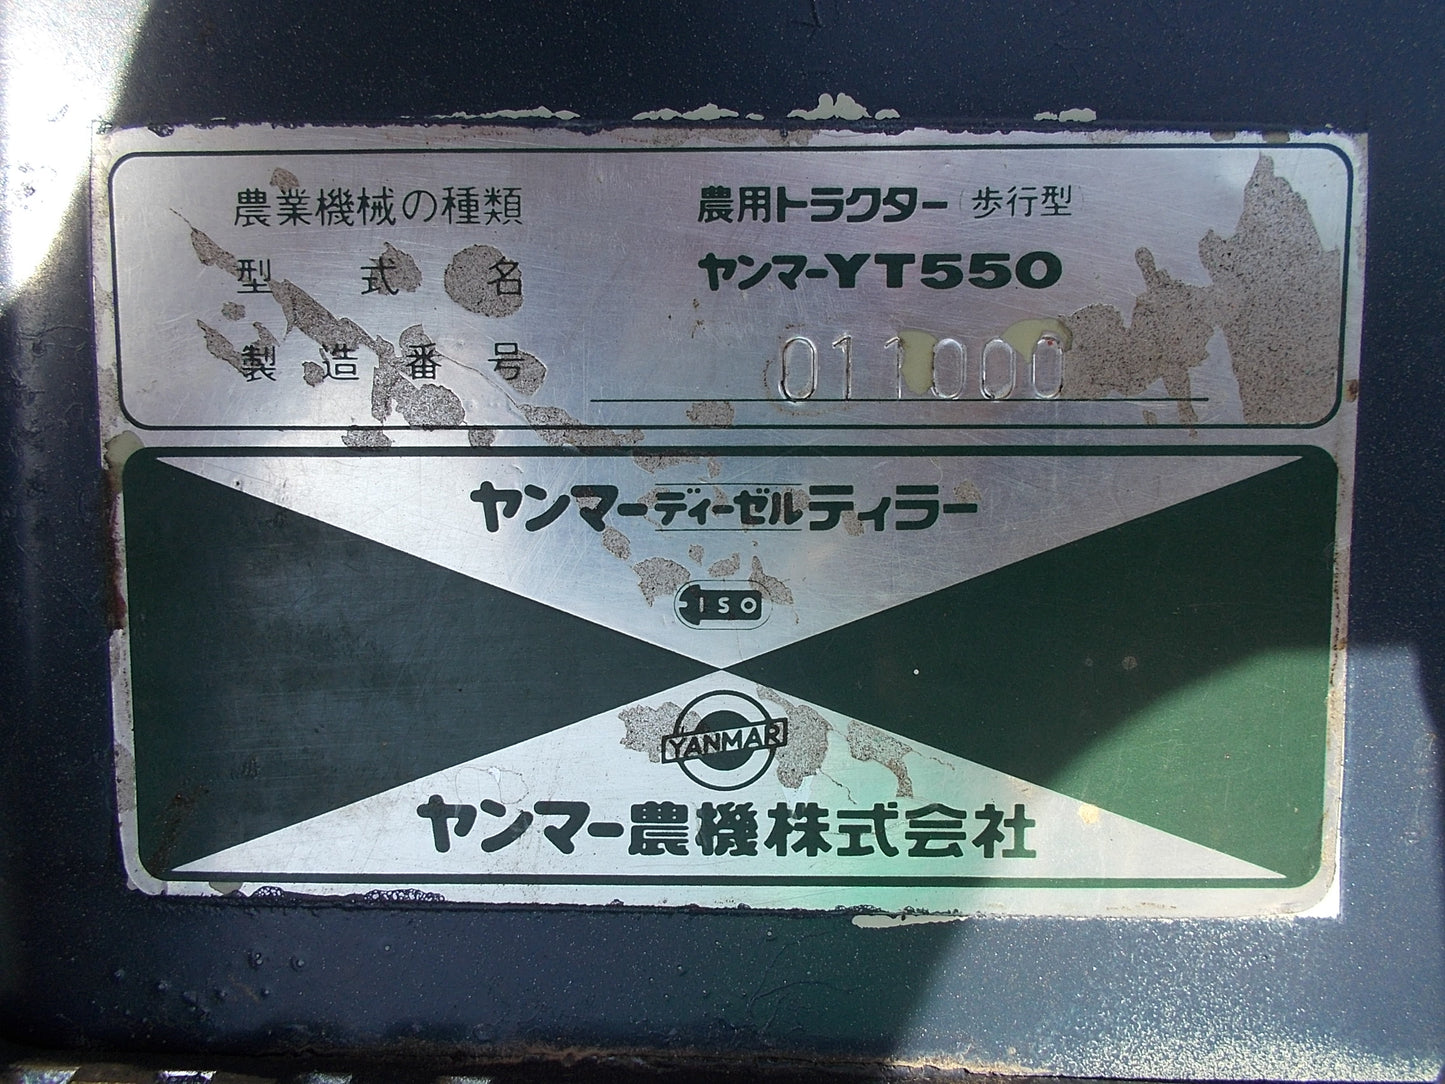 農業機械の種類 農用トラクター(歩行型)
型式名 ヤンマーYT550
製造番号 011000
ヤンマーディーゼルティラー
ISO
YANMAR
ヤンマー農機株式会社